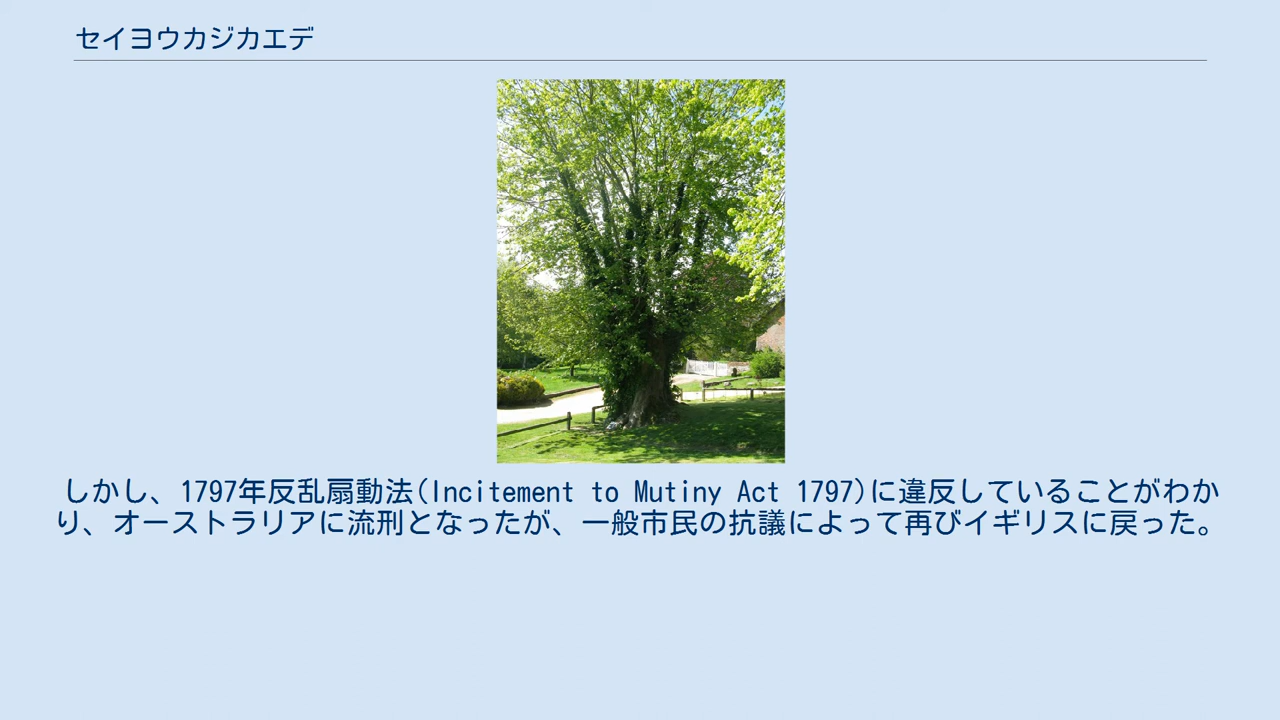 セイヨウカジカエデ
しかし、1797年反乱扇動法(Incitement to Mutiny Act 1797)に違反していることがわか
り、オーストラリアに流刑となったが、一般市民の抗議によって再びイギリスに戻った。